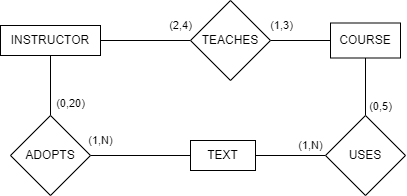 INSTRUCTOR (2,4) TEACHES (1,3) COURSE
(0,20) (0,5)
ADOPTS (1,N) TEXT (1,N) USES